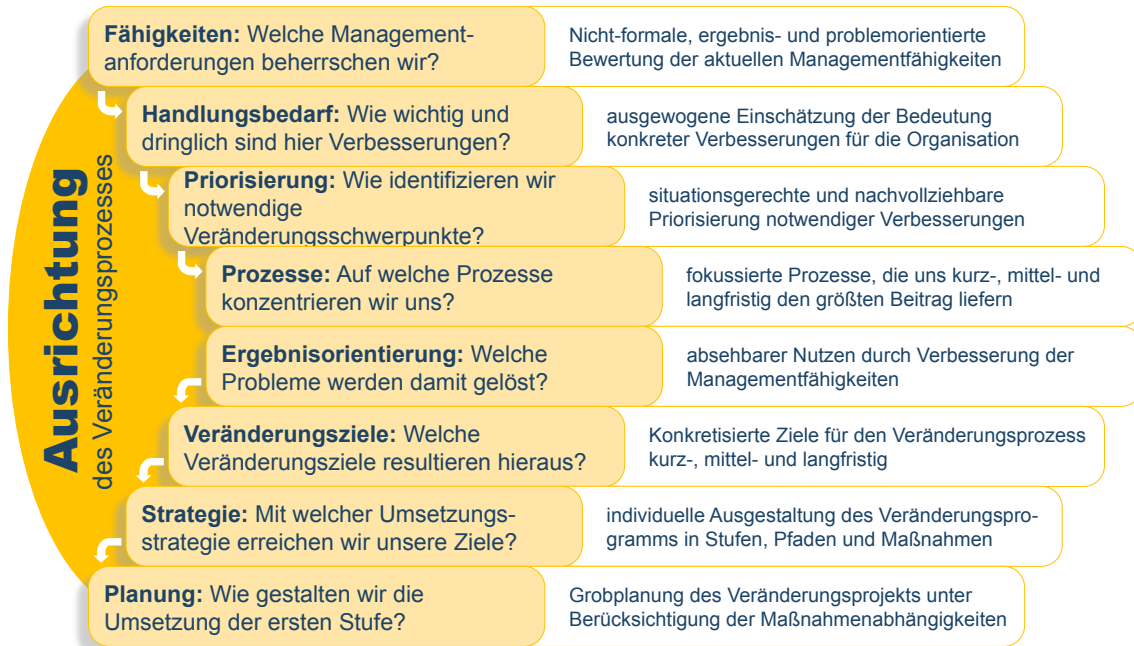 Ausrichtung
des Veränderungsprozesses
Fähigkeiten: Welche Management-
anforderungen beherrschen wir?
Nicht-formale, ergebnis- und problemorientierte
Bewertung der aktuellen Managementfähigkeiten
Handlungsbedarf: Wie wichtig und
dringlich sind hier Verbesserungen?
ausgewogene Einschätzung der Bedeutung
konkreter Verbesserungen für die Organisation
Priorisierung: Wie identifizieren wir
notwendige
Veränderungsschwerpunkte?
situationsgerechte und nachvollziehbare
Priorisierung notwendiger Verbesserungen
Prozesse: Auf welche Prozesse
konzentrieren wir uns?
fokussierte Prozesse, die uns kurz-, mittel- und
langfristig den größten Beitrag liefern
Ergebnisorientierung: Welche
Probleme werden damit gelöst?
absehbarer Nutzen durch Verbesserung der
Managementfähigkeiten
Veränderungsziele: Welche
Veränderungsziele resultieren hieraus?
Konkretisierte Ziele für den Veränderungsprozess
kurz-, mittel- und langfristig
Strategie: Mit welcher Umsetzungs-
strategie erreichen wir unsere Ziele?
individuelle Ausgestaltung des Veränderungspro-
gramms in Stufen, Pfaden und Maßnahmen
Planung: Wie gestalten wir die
Umsetzung der ersten Stufe?
Grobplanung des Veränderungsprojekts unter
Berücksichtigung der Maßnahmenabhängigkeiten